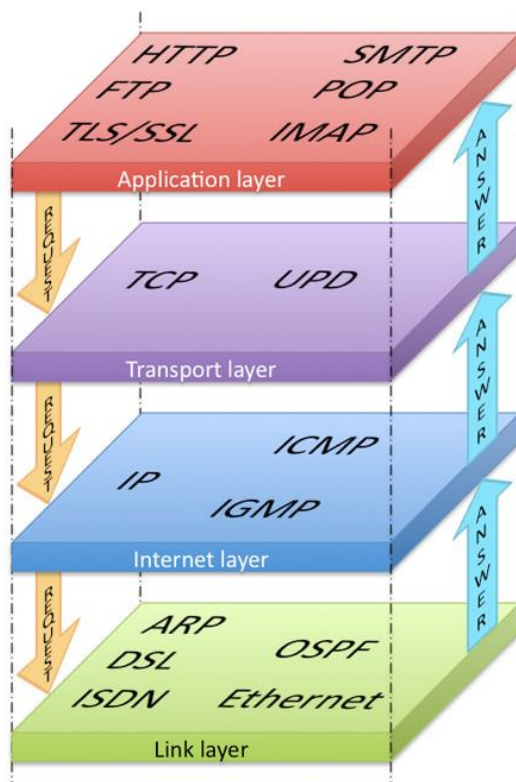 HTTP SMTP
FTP POP
TLS/SSL IMAP
Application layer
REQUEST
ANSWER
TCP UPD
Transport layer
REQUEST
ANSWER
ICMP
IP
IGMP
Internet layer
REQUEST
ANSWER
ARP
OSPF
DSL
ISDN Ethernet
Link layer